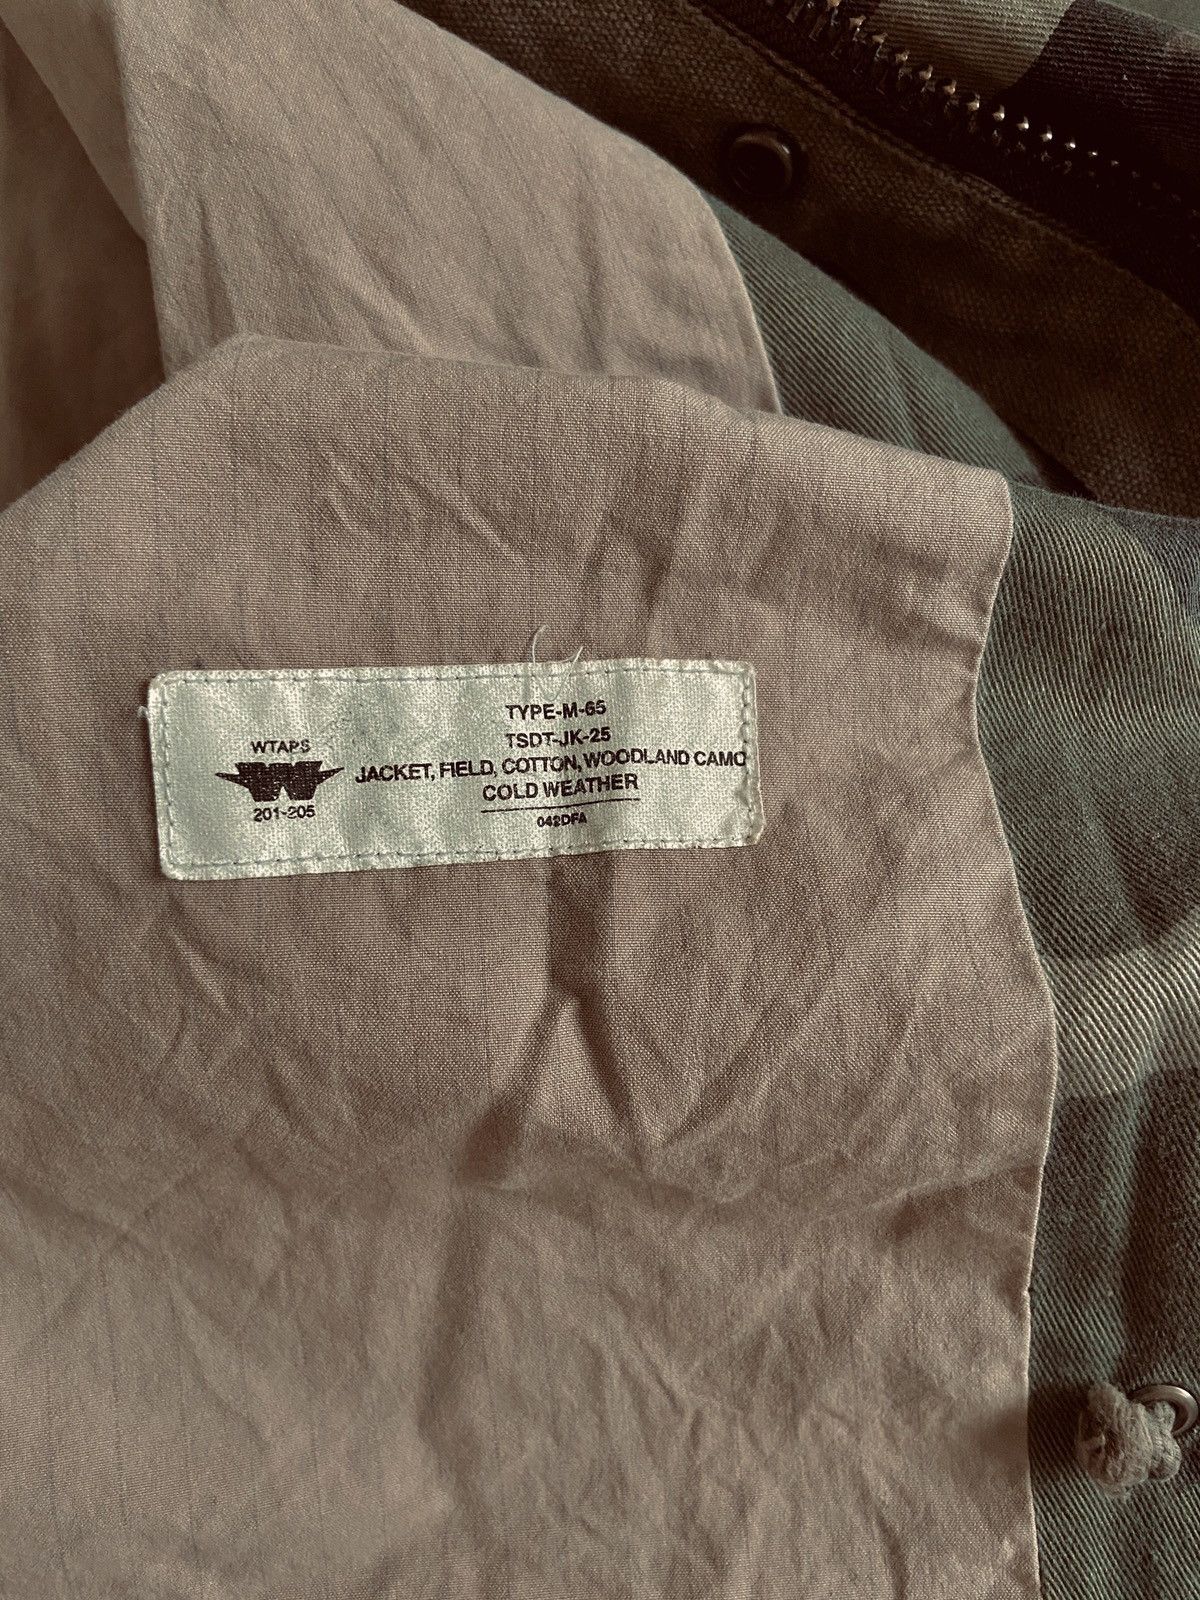 WTAPS
W
201-205
TYPE-M-65
TSDT-JK-25
JACKET, FIELD, COTTON, WOODLAND CAMO
COLD WEATHER
042DFA